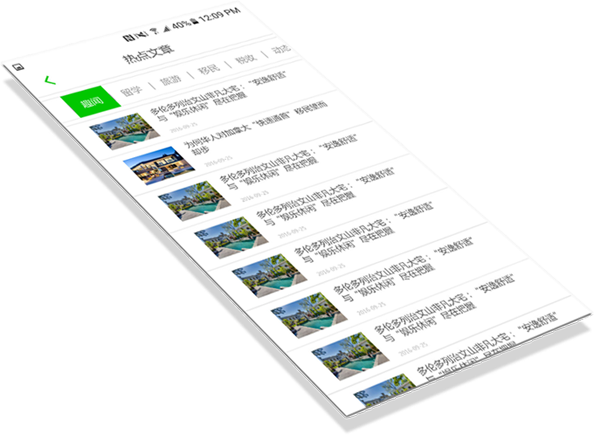 40% 12:09 PM
热点文章
趣闻 留学 | 旅游 | 移民 | 税收 | 动态
多伦多列治文山非凡大宅：“安逸舒适”
与“娱乐休闲”尽在把握
2016-05-25
为何华人对加拿大“快速通道”移民望而
却步
2016-05-25
多伦多列治文山非凡大宅：“安逸舒适”
与“娱乐休闲”尽在把握
2016-05-25
多伦多列治文山非凡大宅：“安逸舒适”
与“娱乐休闲”尽在把握
2016-05-25
多伦多列治文山非凡大宅：“安逸舒适”
与“娱乐休闲”尽在把握
2016-05-25
多伦多列治文山非凡大宅：“安逸舒适”
与“娱乐休闲”尽在把握
2016-05-25
多伦多列治文山非凡大宅：“安逸舒适”
与“娱乐休闲”尽在把握
2016-05-25
多伦多列治文山非凡大宅：“安逸舒适”
与“娱乐休闲”尽在把握